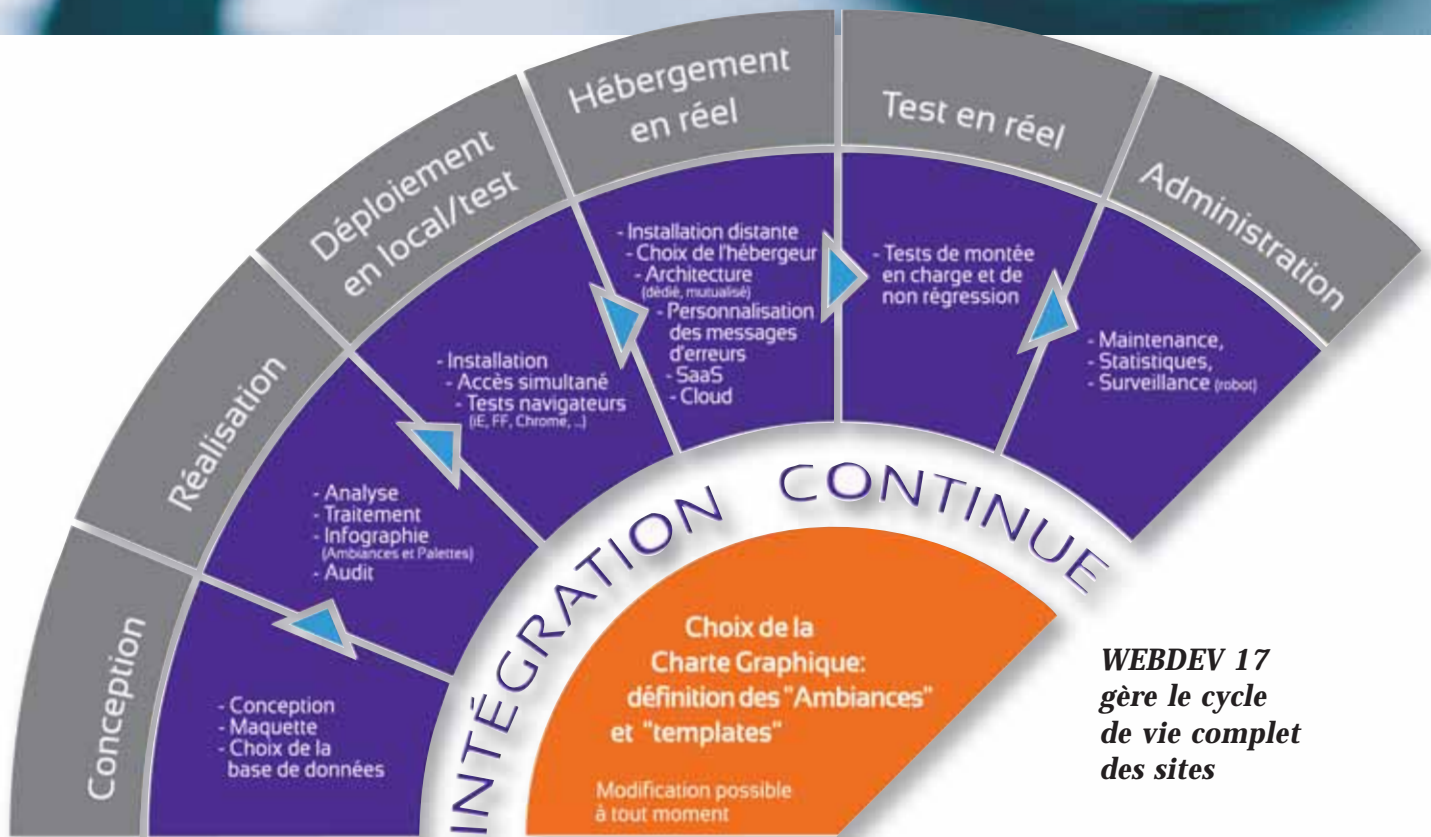 Conception
- Conception
- Maquette
- Choix de la
base de données
Réalisation
- Analyse
- Traitement
- Infographie
(Ambiances et Palettes)
- Audit
Déploiement
en local/test
- Installation
- Accès simultané
- Tests navigateurs
(iE, FF, Chrome, ...)
Hébergement
en réel
- Installation distante
- Choix de l'hébergeur
- Architecture
(dédié, mutualisé)
- Personnalisation
des messages
d'erreurs
- SaaS
- Cloud
Test en réel
- Tests de montée
en charge et de
non régression
Administration
- Maintenance,
- Statistiques,
- Surveillance (robot)
INTÉGRATION CONTINUE
Choix de la
Charte Graphique:
définition des "Ambiances"
et "templates"
Modification possible
à tout moment
WEBDEV 17
gère le cycle
de vie complet
des sites